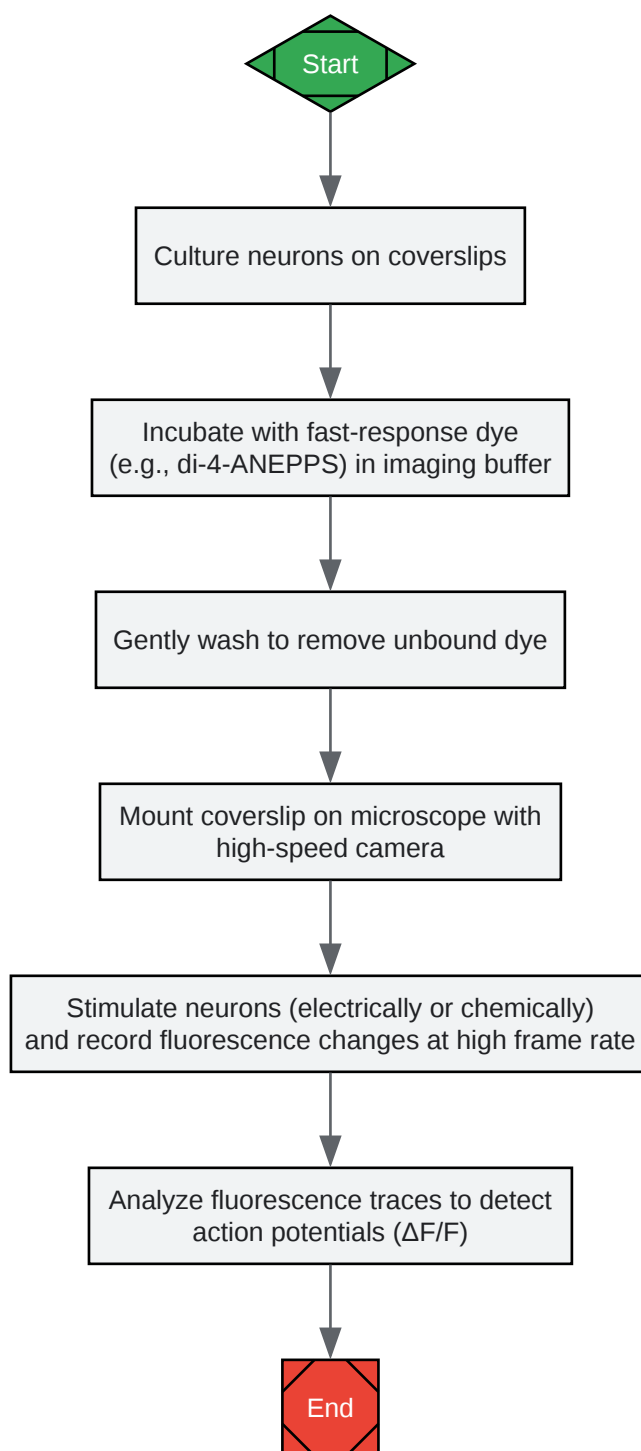 Start
Culture neurons on coverslips
Incubate with fast-response dye
(e.g., di-4-ANEPPS) in imaging buffer
Gently wash to remove unbound dye
Mount coverslip on microscope with
high-speed camera
Stimulate neurons (electrically or chemically)
and record fluorescence changes at high frame rate
Analyze fluorescence traces to detect
action potentials (ΔF/F)
End